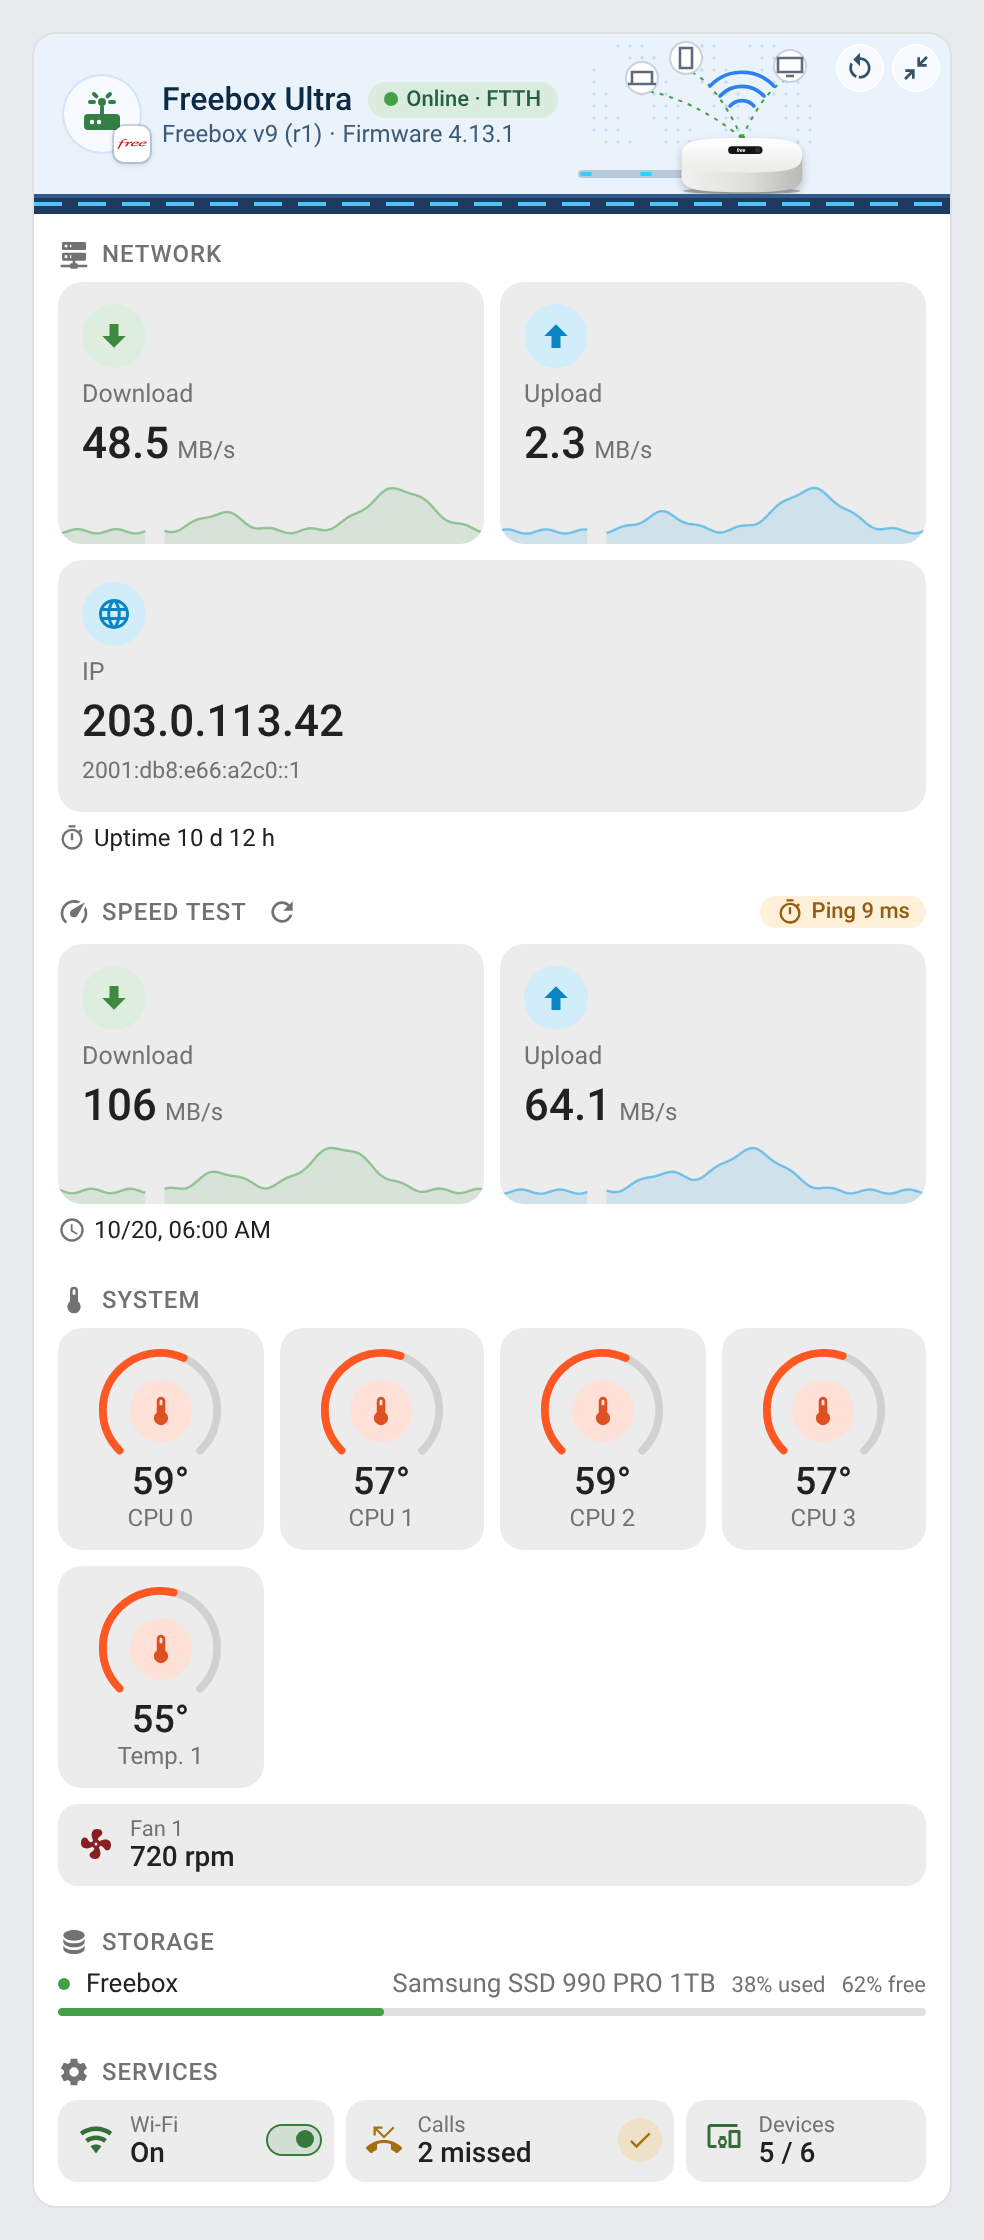 Freebox Ultra
Online · FTTH
Freebox v9 (r1) · Firmware 4.13.1
free
free
NETWORK
Download
48.5 MB/s
Upload
2.3 MB/s
IP
203.0.113.42
2001:db8:e66:a2c0::1
Uptime 10 d 12 h
SPEED TEST
Ping 9 ms
Download
106 MB/s
Upload
64.1 MB/s
10/20, 06:00 AM
SYSTEM
59°
CPU 0
57°
CPU 1
59°
CPU 2
57°
CPU 3
55°
Temp. 1
Fan 1
720 rpm
STORAGE
Freebox
Samsung SSD 990 PRO 1TB 38% used 62% free
SERVICES
Wi-Fi
On
Calls
2 missed
Devices
5 / 6